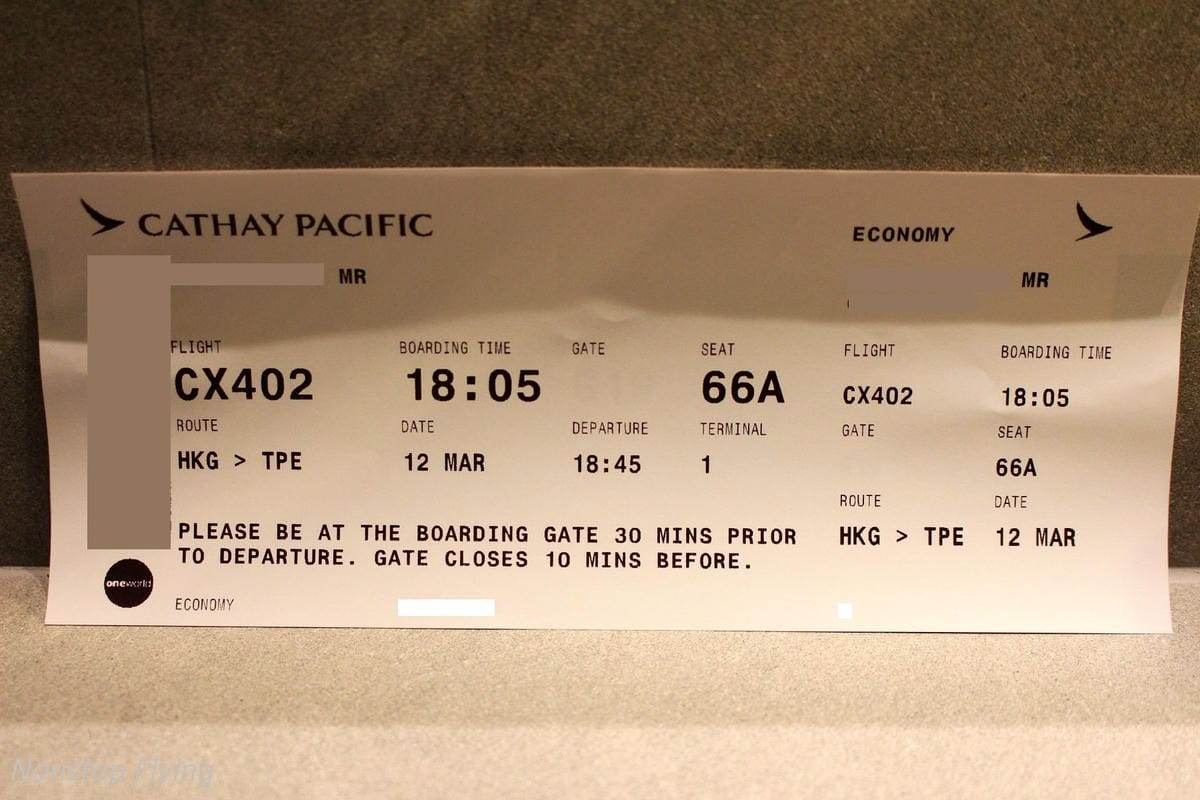 CATHAY PACIFIC
ECONOMY
MR
MR
FLIGHT BOARDING TIME GATE SEAT
CX402 18:05 66A
ROUTE DATE DEPARTURE TERMINAL
HKG > TPE 12 MAR 18:45 1
PLEASE BE AT THE BOARDING GATE 30 MINS PRIOR
TO DEPARTURE. GATE CLOSES 10 MINS BEFORE.
oneworld
ECONOMY
FLIGHT BOARDING TIME
CX402 18:05
GATE SEAT
66A
ROUTE DATE
HKG > TPE 12 MAR
Nonstop Flying